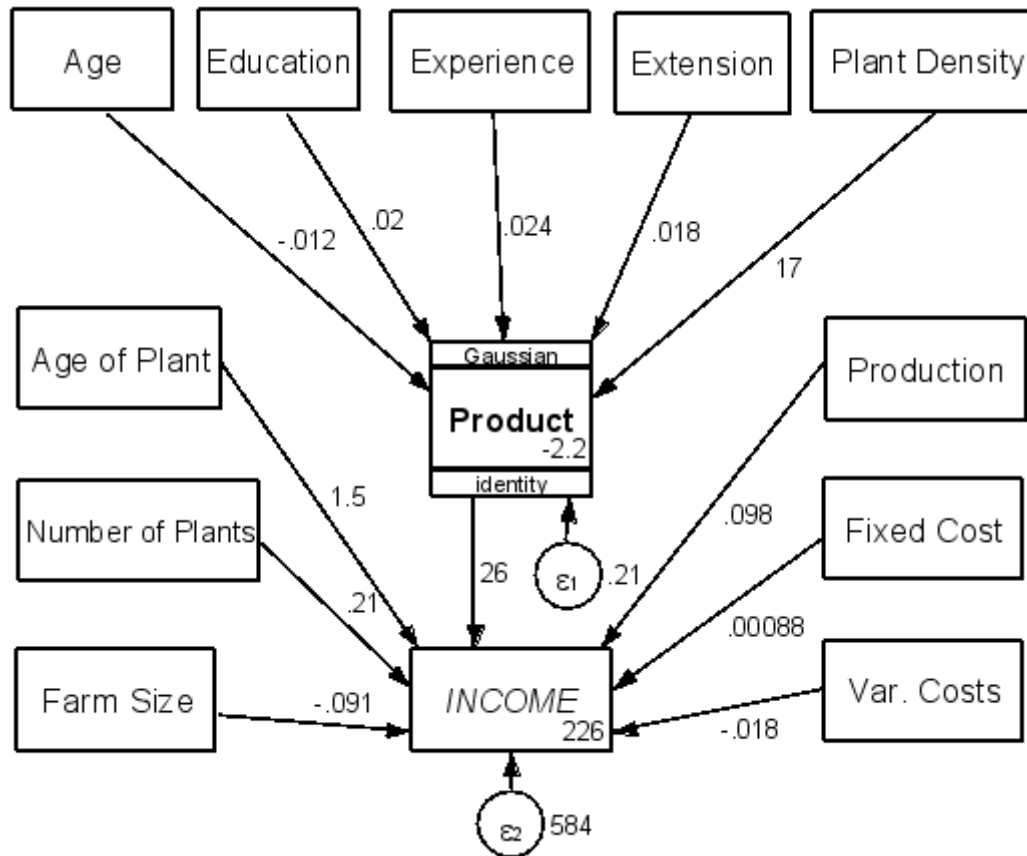 Age
Education
Experience
Extension
Plant Density
-.012
.02
.024
.018
17
Age of Plant
Gaussian
Product
-2.2
identity
Production
1.5
.098
Number of Plants
Fixed Cost
.21
26
ε1
.21
.00088
Farm Size
-.091
INCOME
226
Var. Costs
-.018
ε2
584